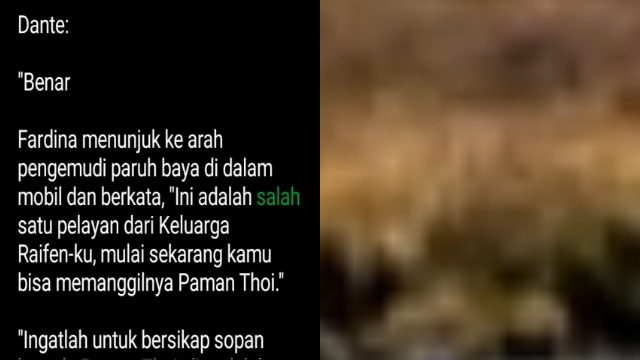 Dante:
"Benar
Fardina menunjuk ke arah
pengemudi paruh baya di dalam
mobil dan berkata, "Ini adalah salah
satu pelayan dari Keluarga
Raifen-ku, mulai sekarang kamu
bisa memanggilnya Paman Thoi."
"Ingatlah untuk bersikap sopan